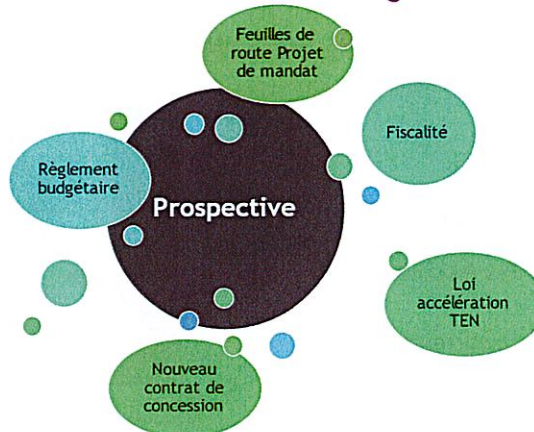 Feuilles de
route Projet
de mandat
Fiscalité
Règlement
budgétaire
Prospective
Loi
accélération
TEN
Nouveau
contrat de
concession